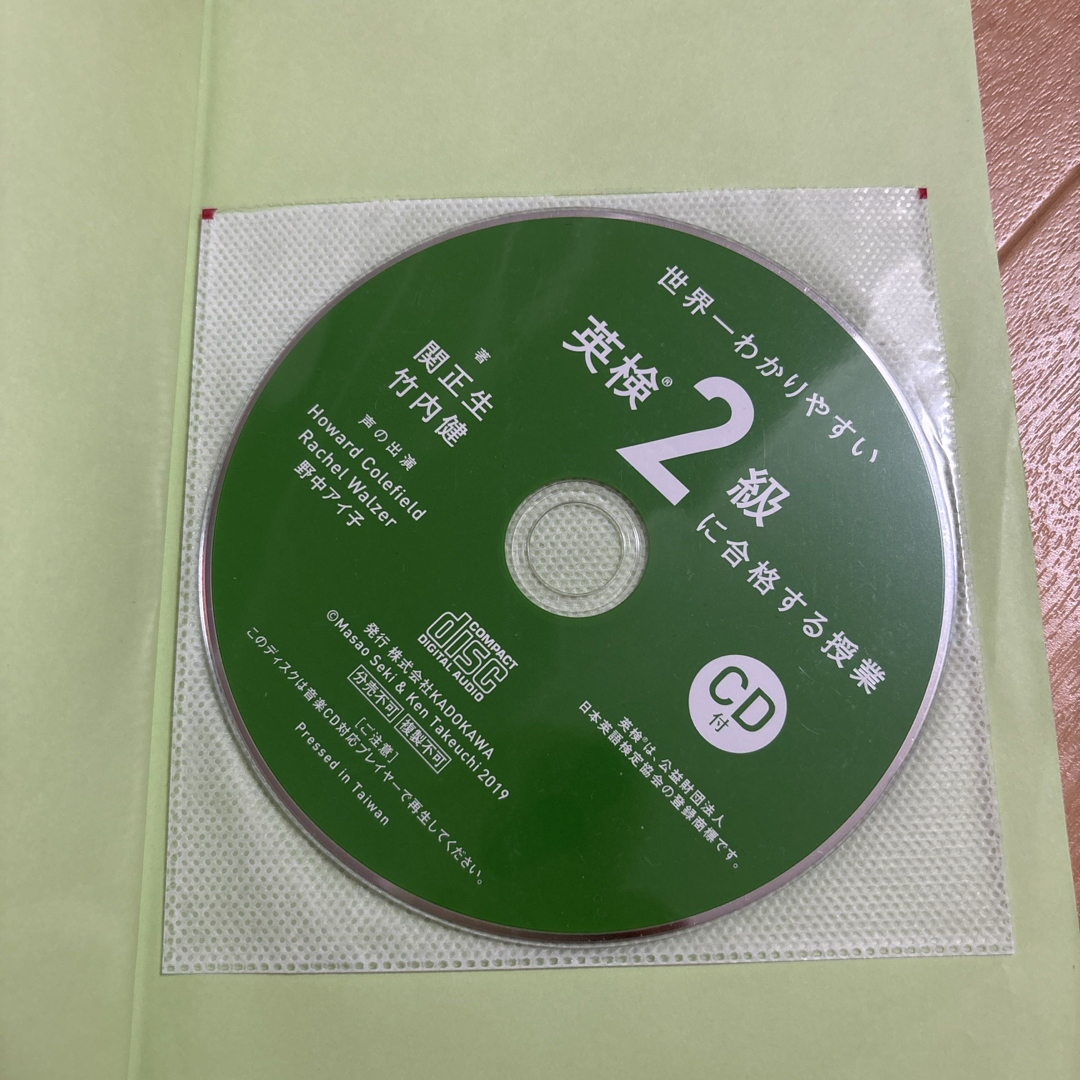 世界一わかりやすい
英検®
2級
に合格する授業
CD付
著
関正生
竹内健
声の出演
Howard Colefield
Rachel Walzer
野中アイ子
COMPACT
disc
DIGITAL AUDIO
発行 株式会社KADOKAWA
©Masao Seki & Ken Takeuchi 2019
分売不可 複製不可
[ご注意]
このディスクは音楽CD対応プレイヤーで再生してください。
Pressed in Taiwan
英検®は、公益財団法人
日本英語検定協会の登録商標です。